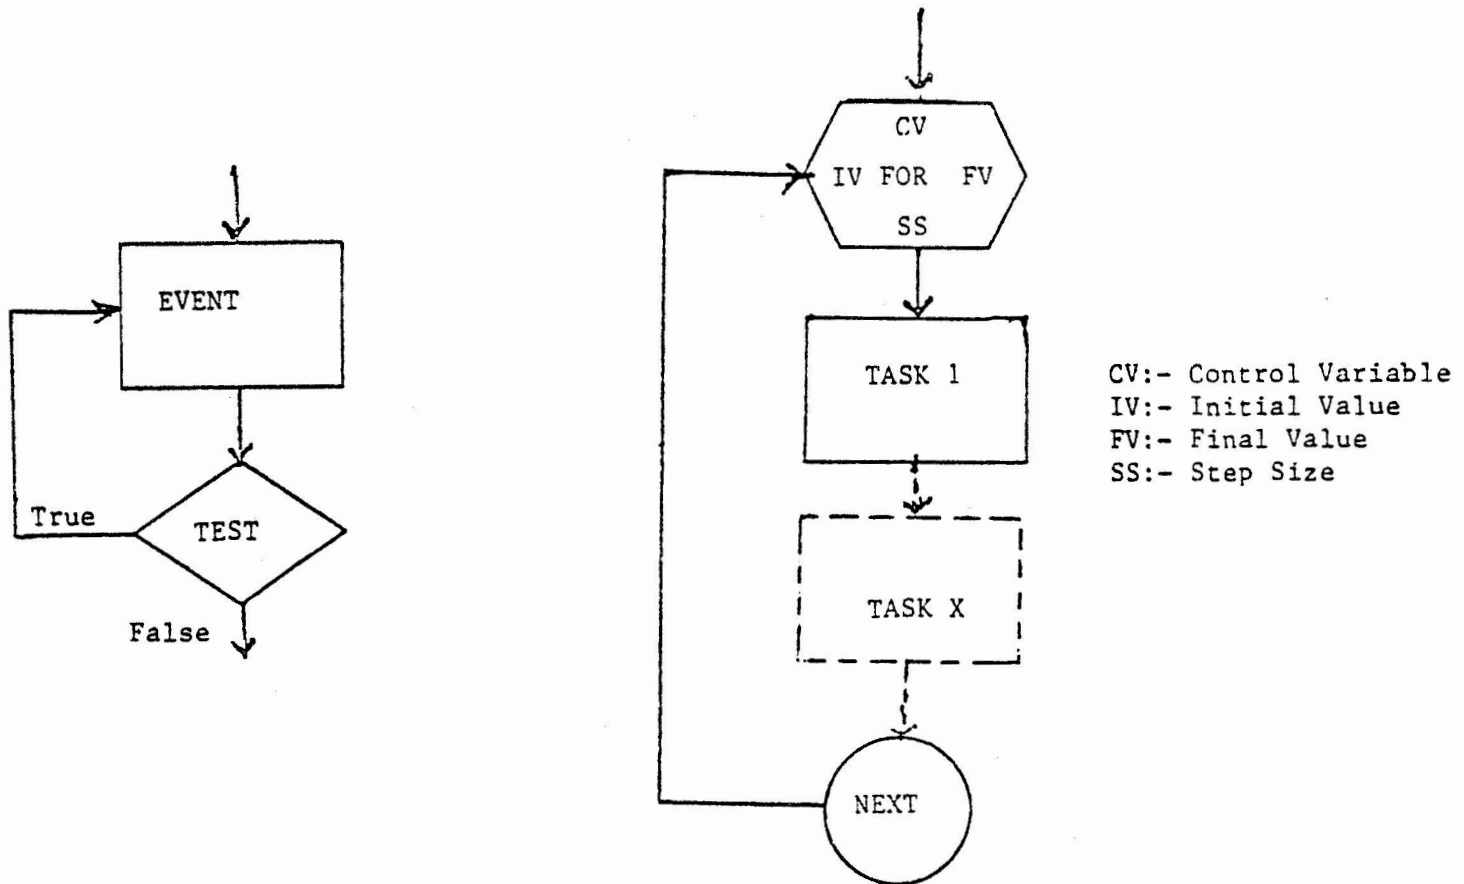 EVENT
True
TEST
False
CV
IV FOR FV
SS
TASK 1
TASK X
NEXT
CV:- Control Variable
IV:- Initial Value
FV:- Final Value
SS:- Step Size